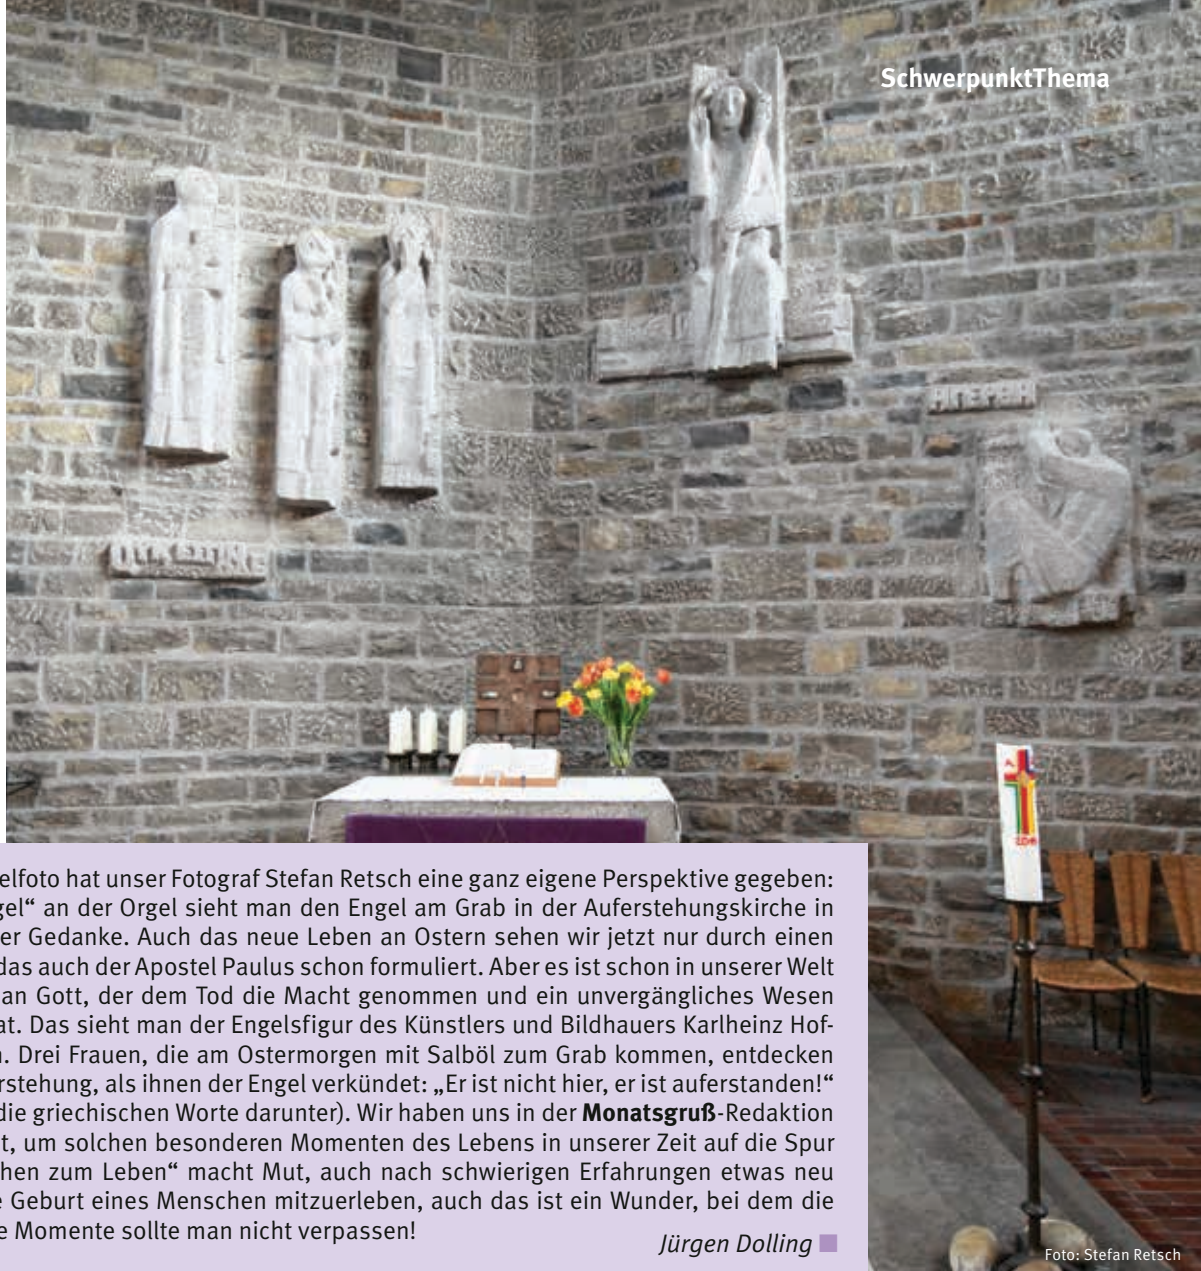 SchwerpunktThema
elfoto hat unser Fotograf Stefan Retsch eine ganz eigene Perspektive gegeben:
gel“ an der Orgel sieht man den Engel am Grab in der Auferstehungskirche in
er Gedanke. Auch das neue Leben an Ostern sehen wir jetzt nur durch einen
das auch der Apostel Paulus schon formuliert. Aber es ist schon in unserer Welt
an Gott, der dem Tod die Macht genommen und ein unvergängliches Wesen
at. Das sieht man der Engelsfigur des Künstlers und Bildhauers Karlheinz Hof-
n. Drei Frauen, die am Ostermorgen mit Salböl zum Grab kommen, entdecken
rstehung, als ihnen der Engel verkündet: „Er ist nicht hier, er ist auferstanden!“
die griechischen Worte darunter). Wir haben uns in der Monatsgruß-Redaktion
t, um solchen besonderen Momenten des Lebens in unserer Zeit auf die Spur
hen zum Leben“ macht Mut, auch nach schwierigen Erfahrungen etwas neu
e Geburt eines Menschen mitzuerleben, auch das ist ein Wunder, bei dem die
e Momente sollte man nicht verpassen!
Jürgen Dolling
Foto: Stefan Retsch